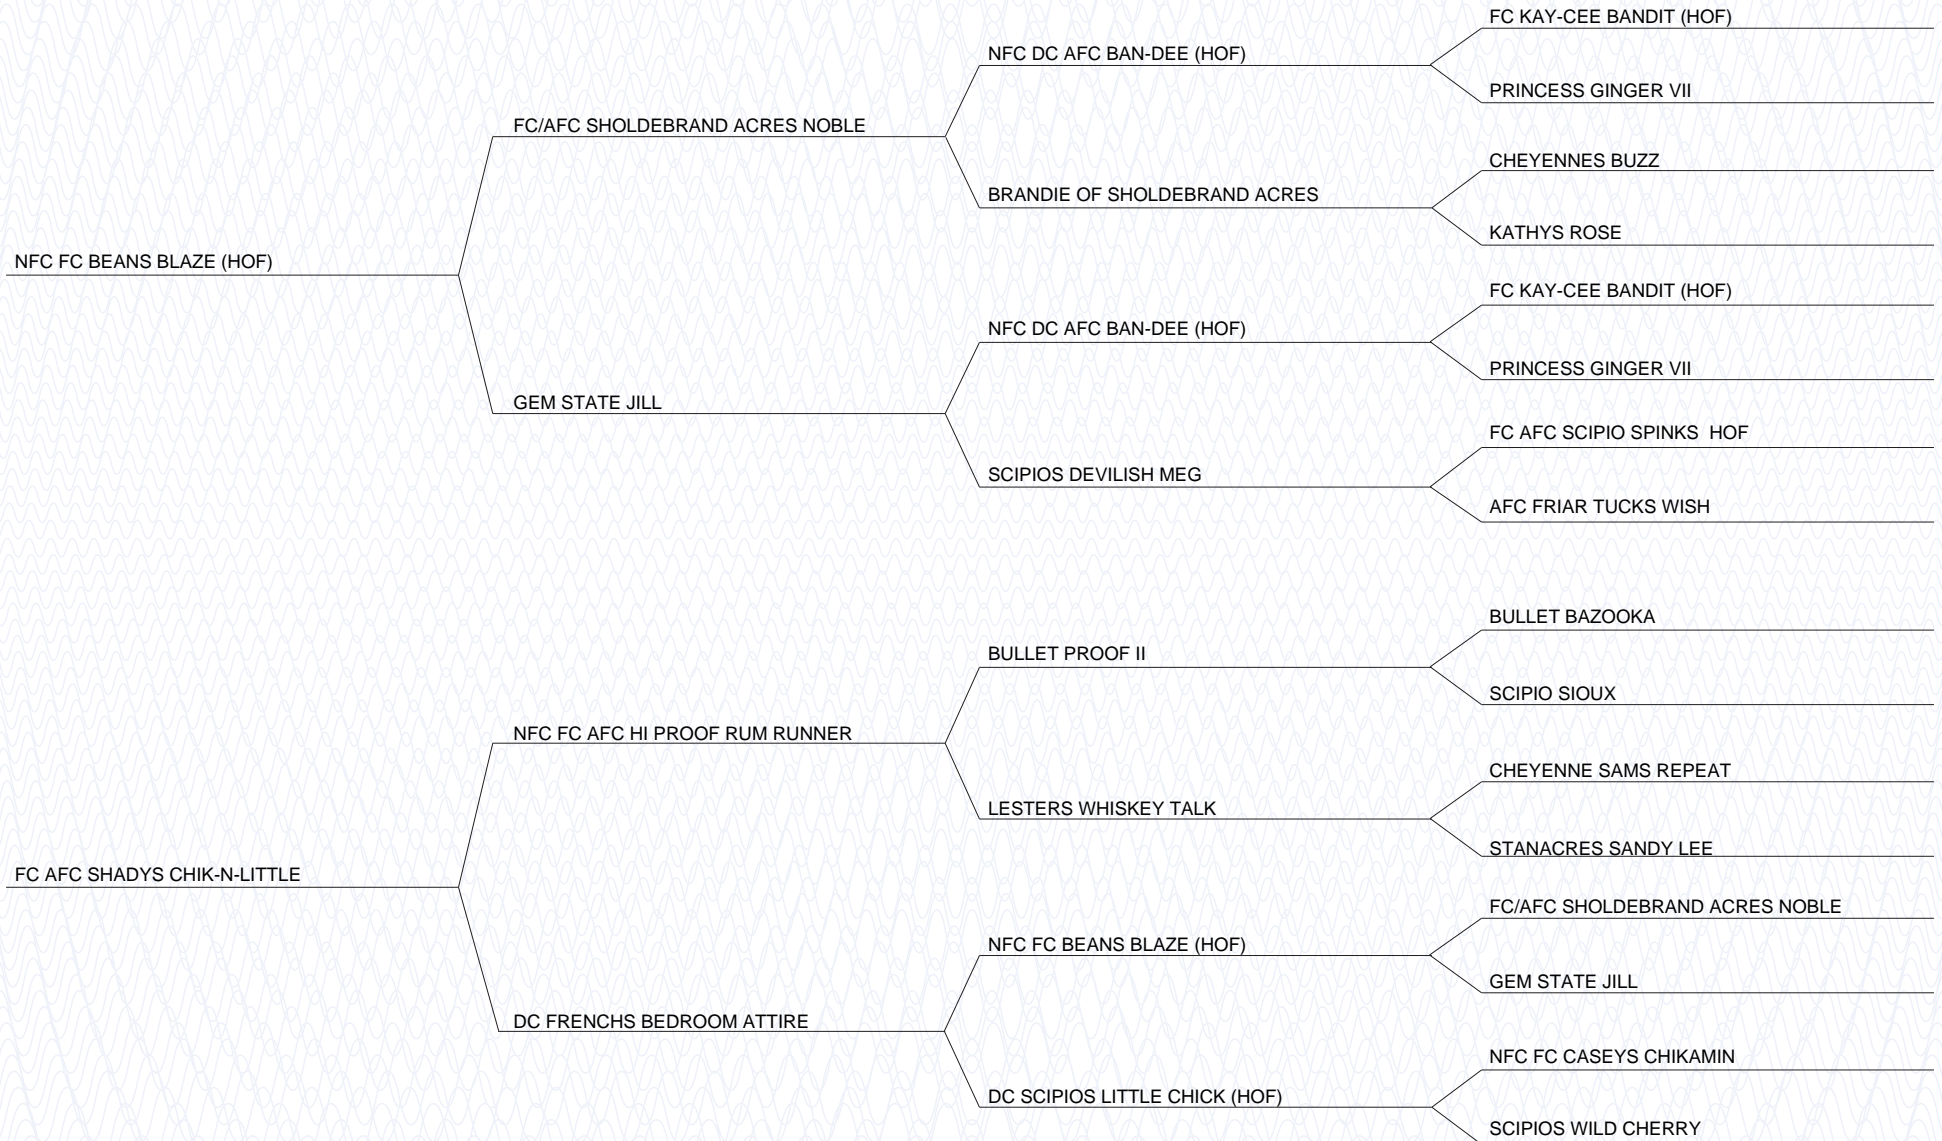 FC KAY-CEE BANDIT (HOF)
NFC DC AFC BAN-DEE (HOF)
PRINCESS GINGER VII
FC/AFC SHOLDEBRAND ACRES NOBLE
CHEYENNES BUZZ
BRANDIE OF SHOLDEBRAND ACRES
KATHYS ROSE
NFC FC BEANS BLAZE (HOF)
FC KAY-CEE BANDIT (HOF)
NFC DC AFC BAN-DEE (HOF)
PRINCESS GINGER VII
GEM STATE JILL
FC AFC SCIPIO SPINKS  HOF
SCIPIOS DEVILISH MEG
AFC FRIAR TUCKS WISH
BULLET BAZOOKA
BULLET PROOF II
SCIPIO SIOUX
NFC FC AFC HI PROOF RUM RUNNER
CHEYENNE SAMS REPEAT
LESTERS WHISKEY TALK
STANACRES SANDY LEE
FC AFC SHADYS CHIK-N-LITTLE
FC/AFC SHOLDEBRAND ACRES NOBLE
NFC FC BEANS BLAZE (HOF)
GEM STATE JILL
DC FRENCHS BEDROOM ATTIRE
NFC FC CASEYS CHIKAMIN
DC SCIPIOS LITTLE CHICK (HOF)
SCIPIOS WILD CHERRY